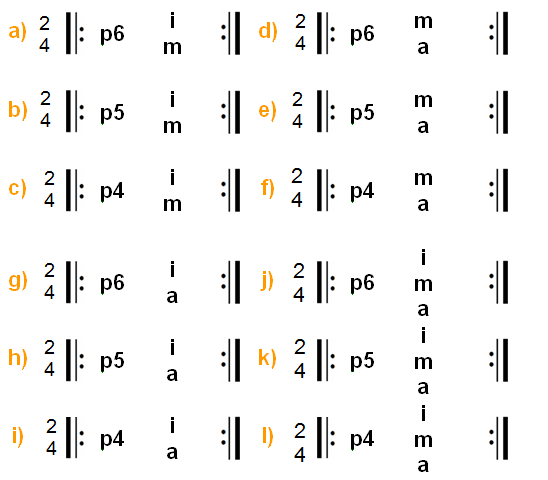 a) 2 4 p6 i m
b) 2 4 p5 i m
c) 2 4 p4 i m
d) 2 4 p6 m a
e) 2 4 p5 m a
f) 2 4 p4 m a
g) 2 4 p6 i a
h) 2 4 p5 i a
i) 2 4 p4 i a
j) 2 4 p6 i m a
k) 2 4 p5 i m a
l) 2 4 p4 i m a